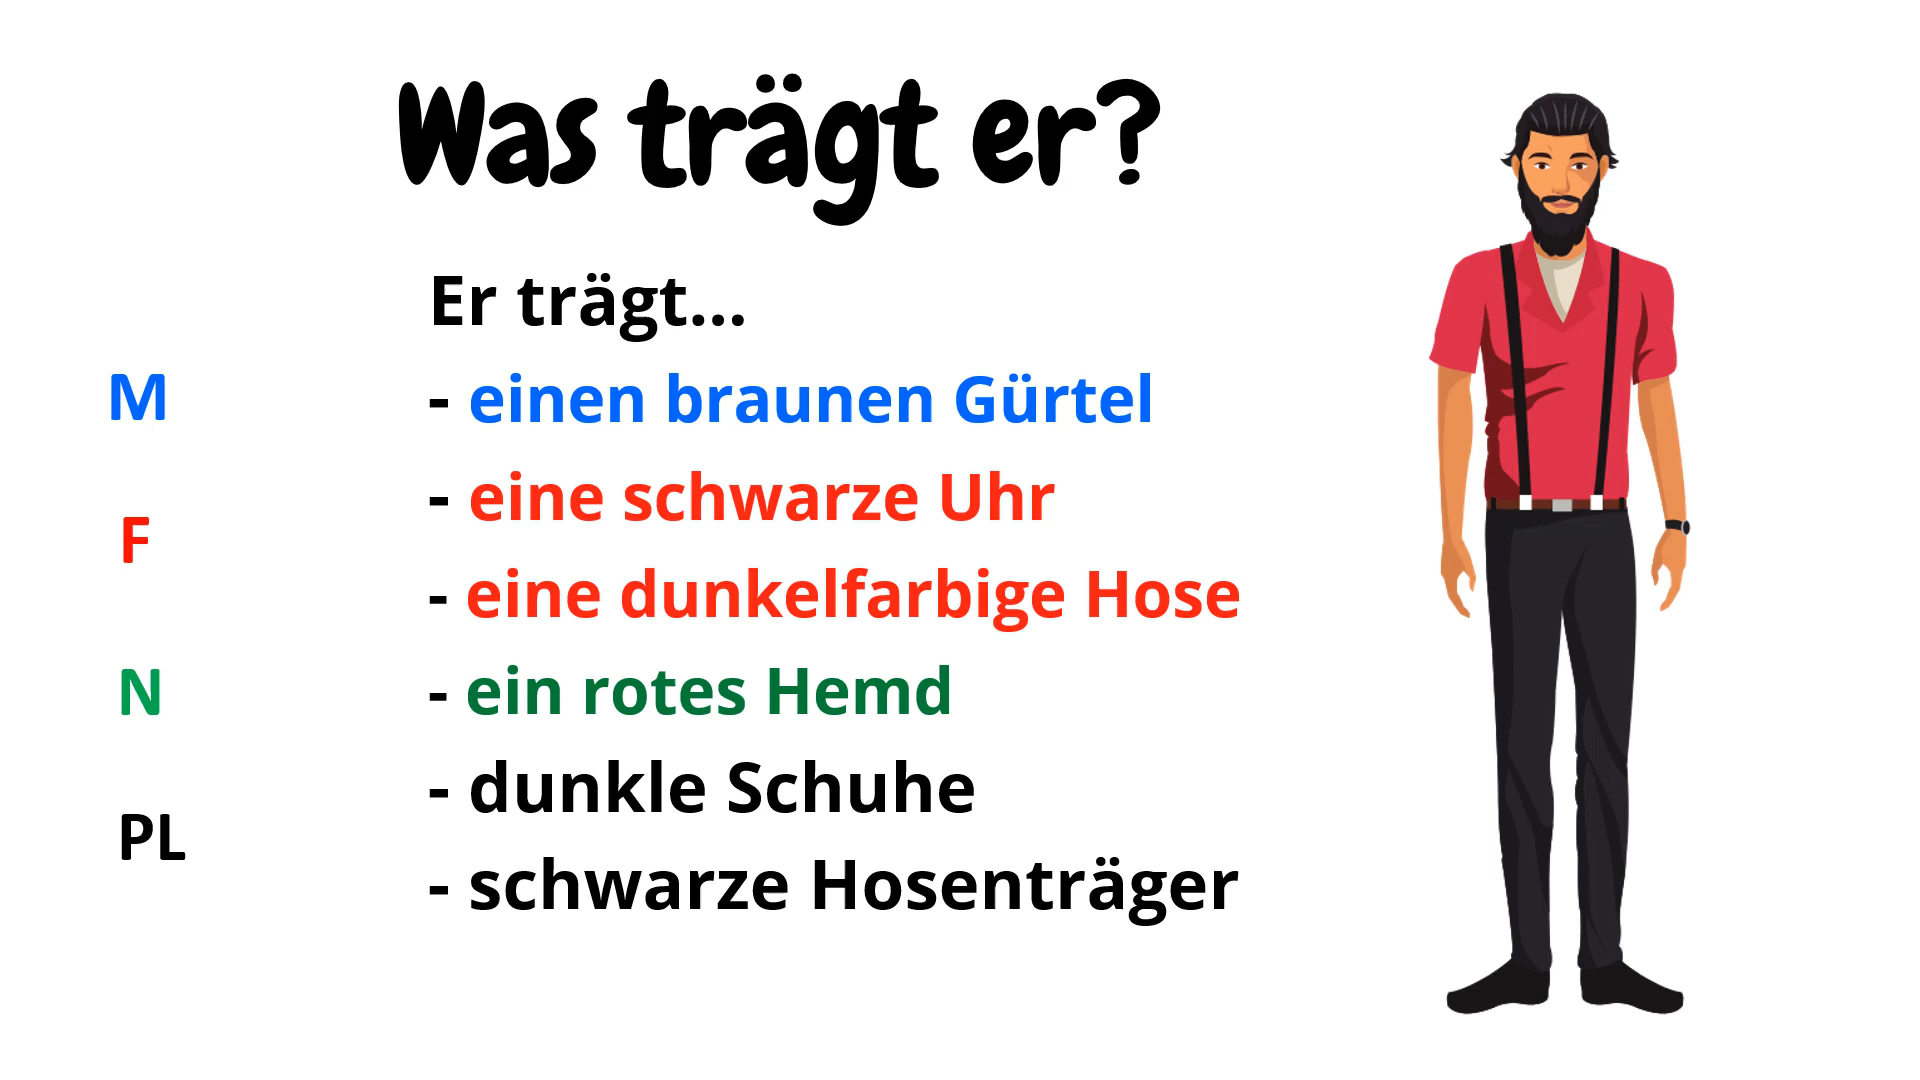 Was trägt er?
Er trägt...
M
- einen braunen Gürtel
- eine schwarze Uhr
F
- eine dunkelfarbige Hose
N
- ein rotes Hemd
- dunkle Schuhe
PL
- schwarze Hosenträger